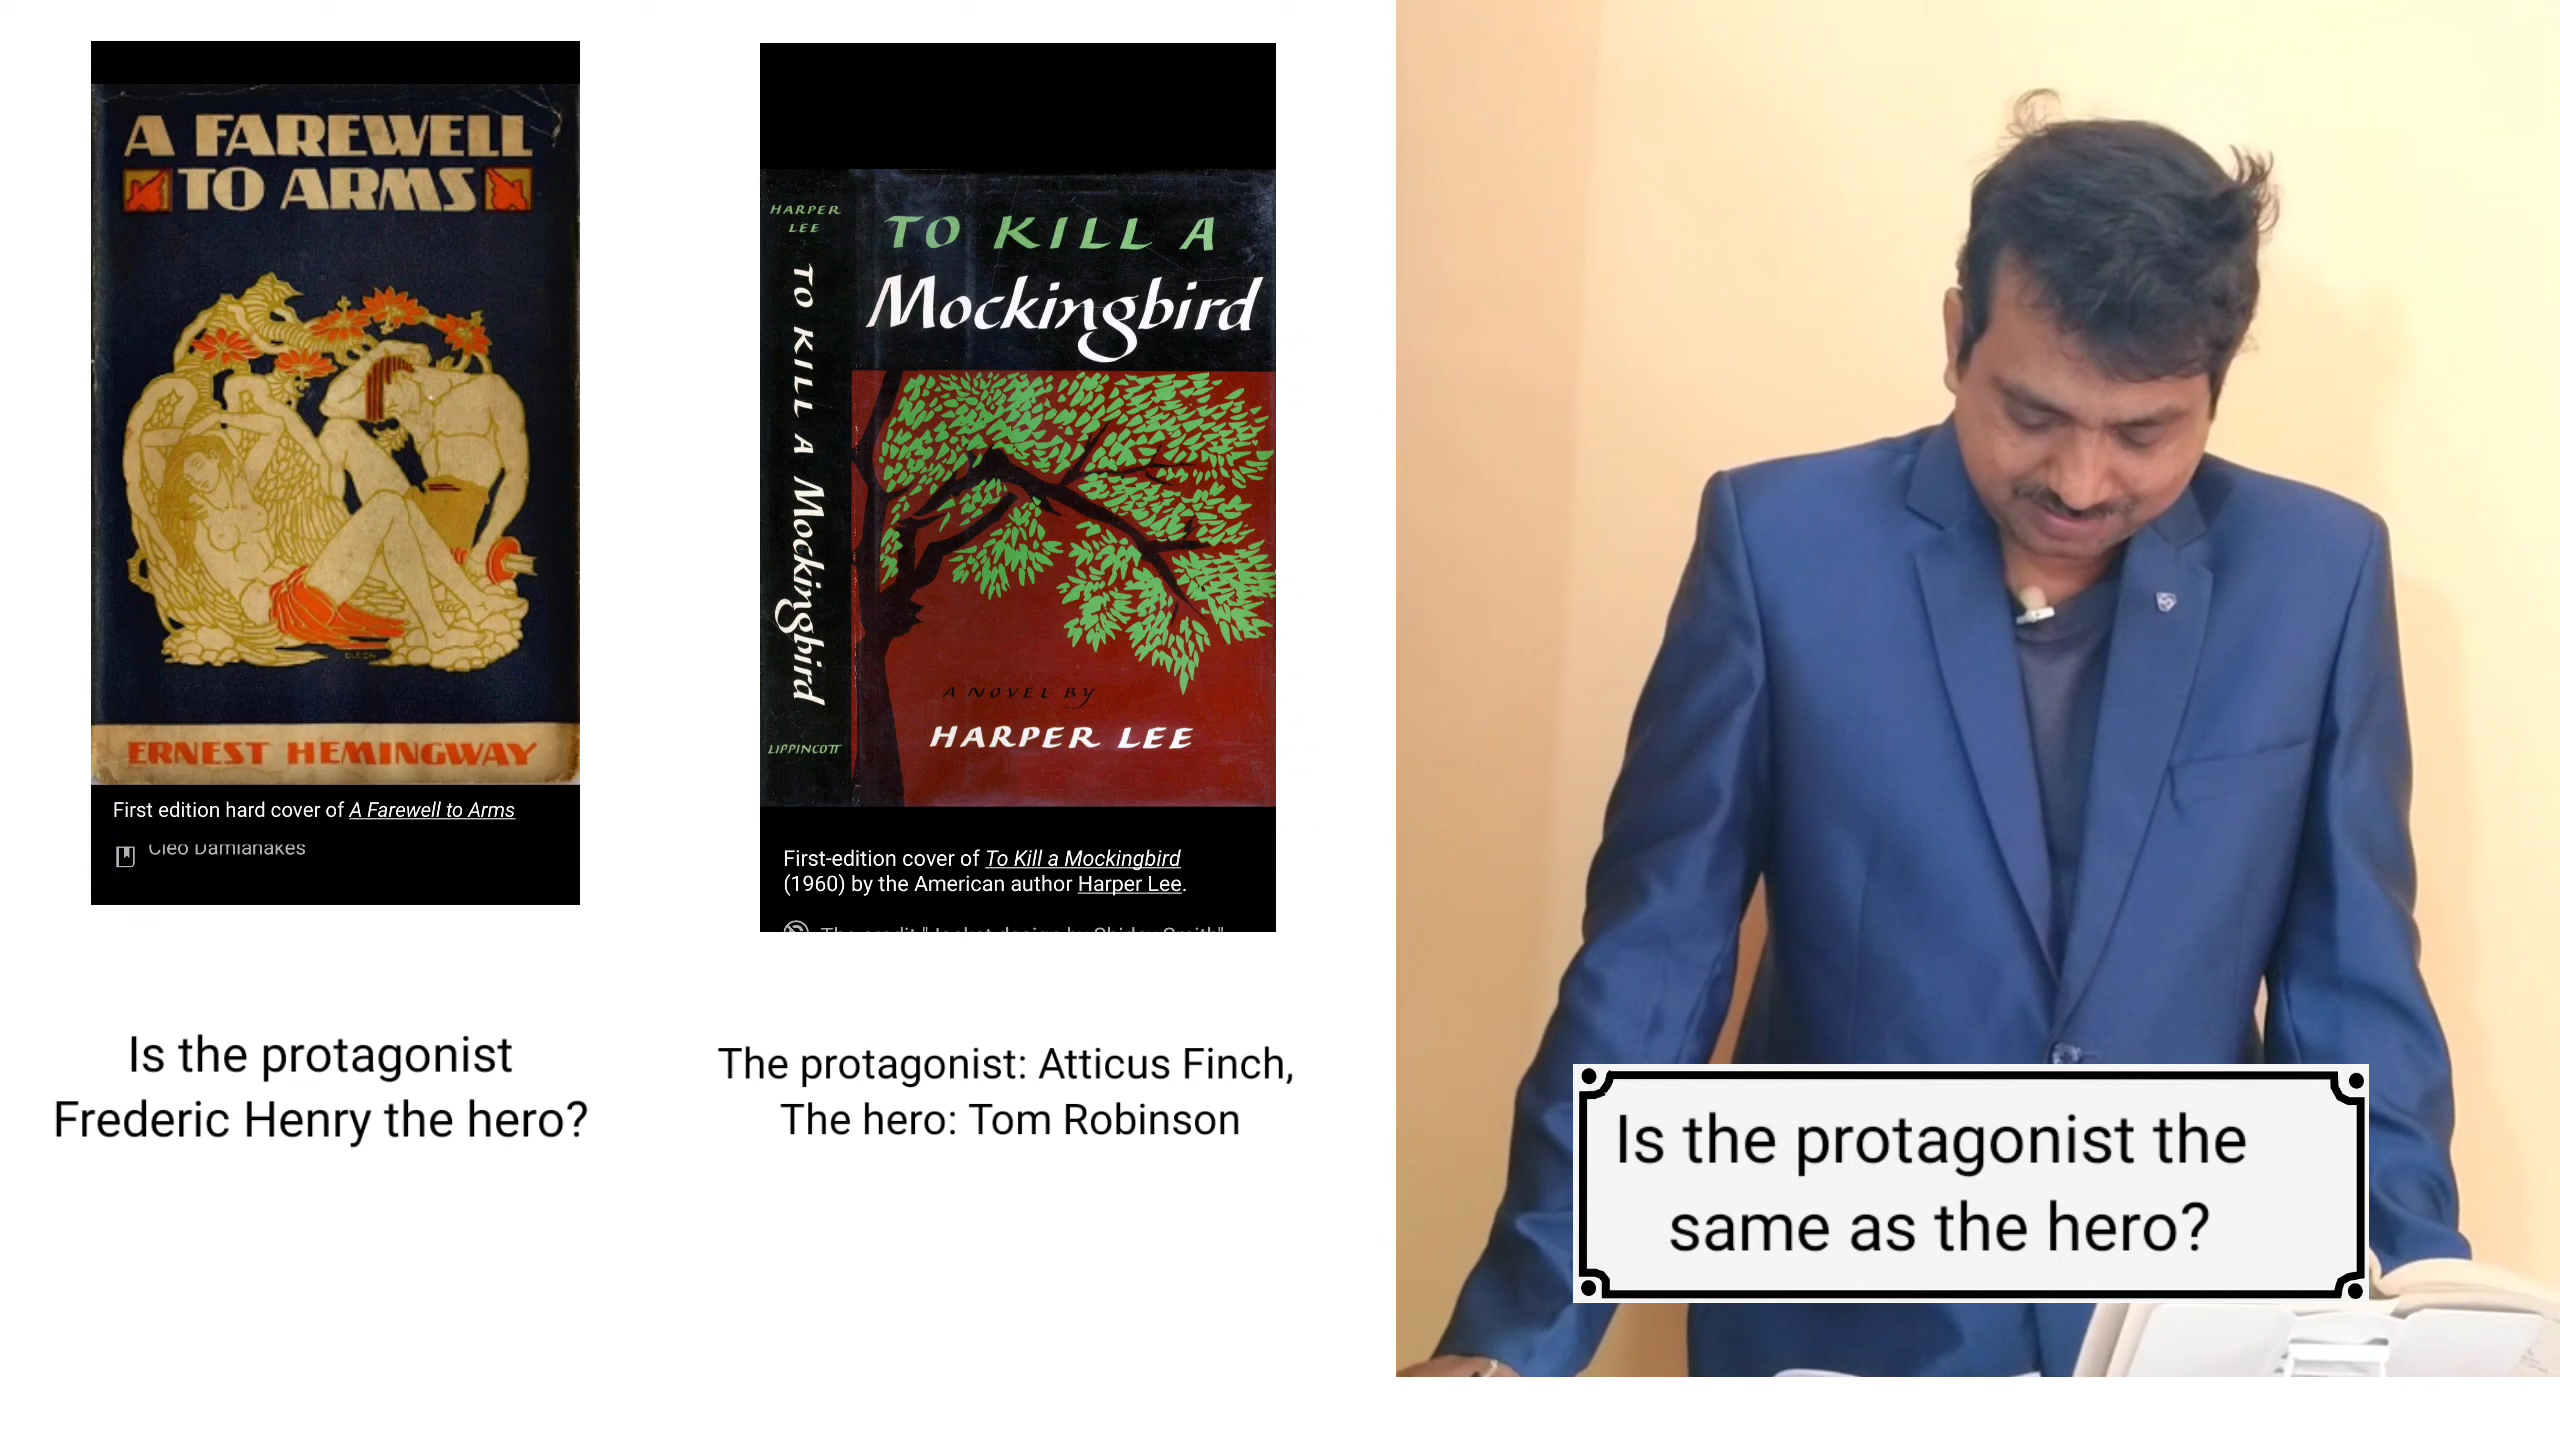 A FAREWELL
TO ARMS
ERNEST HEMINGWAY
First edition hard cover of A Farewell to Arms
Cleo Damianakes
Is the protagonist
Frederic Henry the hero?
HARPER
LEE
TO KILL A Mockingbird
LIPPINCOTT
TO KILL A
Mockingbird
A NOVEL BY
HARPER LEE
First-edition cover of To Kill a Mockingbird
(1960) by the American author Harper Lee.
The protagonist: Atticus Finch,
The hero: Tom Robinson
Is the protagonist the
same as the hero?